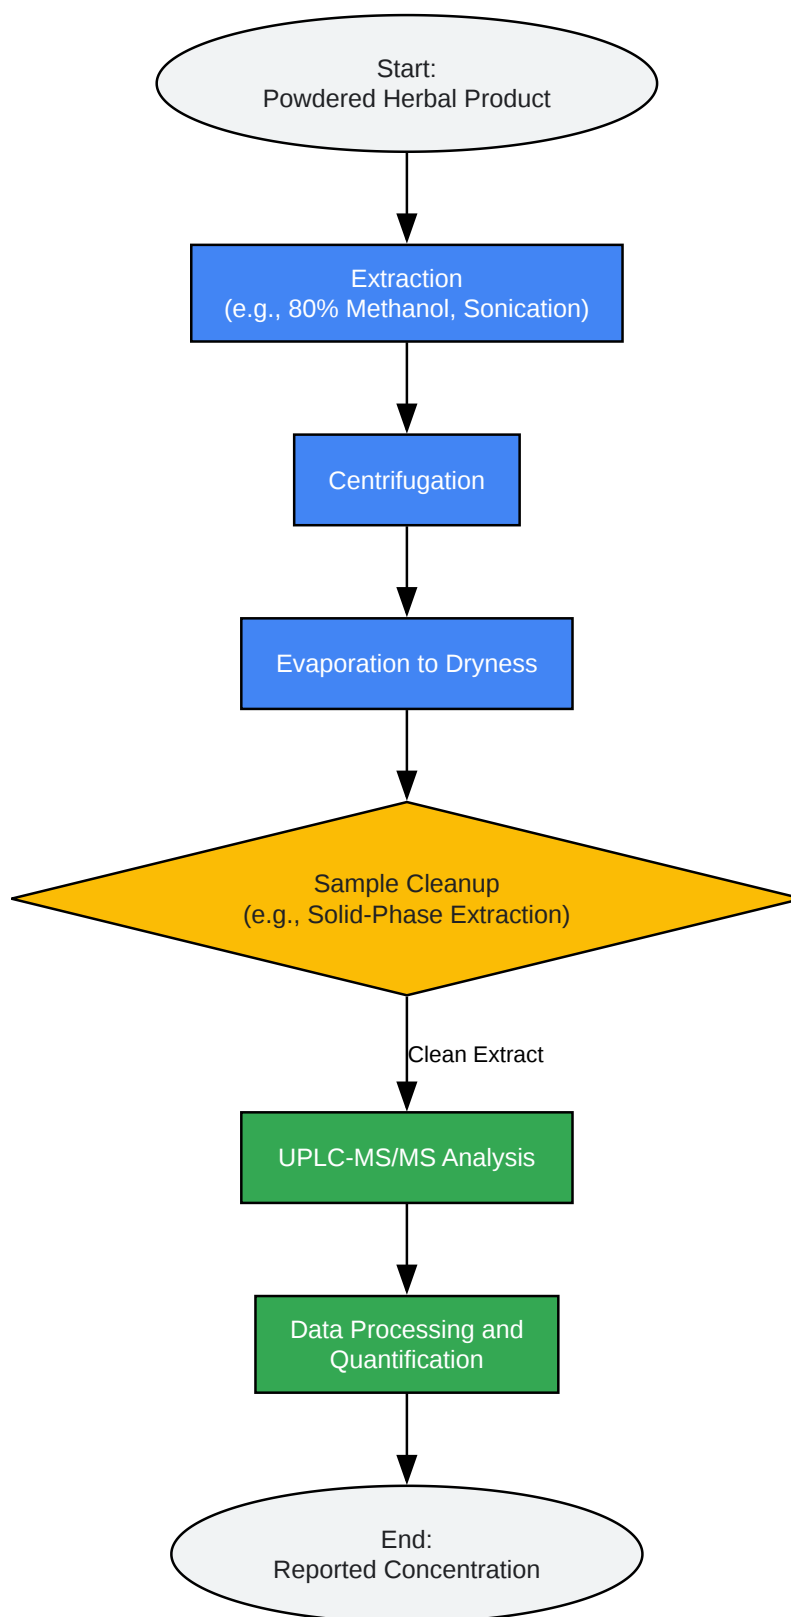 Start:
Powdered Herbal Product
Extraction
(e.g., 80% Methanol, Sonication)
Centrifugation
Evaporation to Dryness
Sample Cleanup
(e.g., Solid-Phase Extraction)
Clean Extract
UPLC-MS/MS Analysis
Data Processing and
Quantification
End:
Reported Concentration